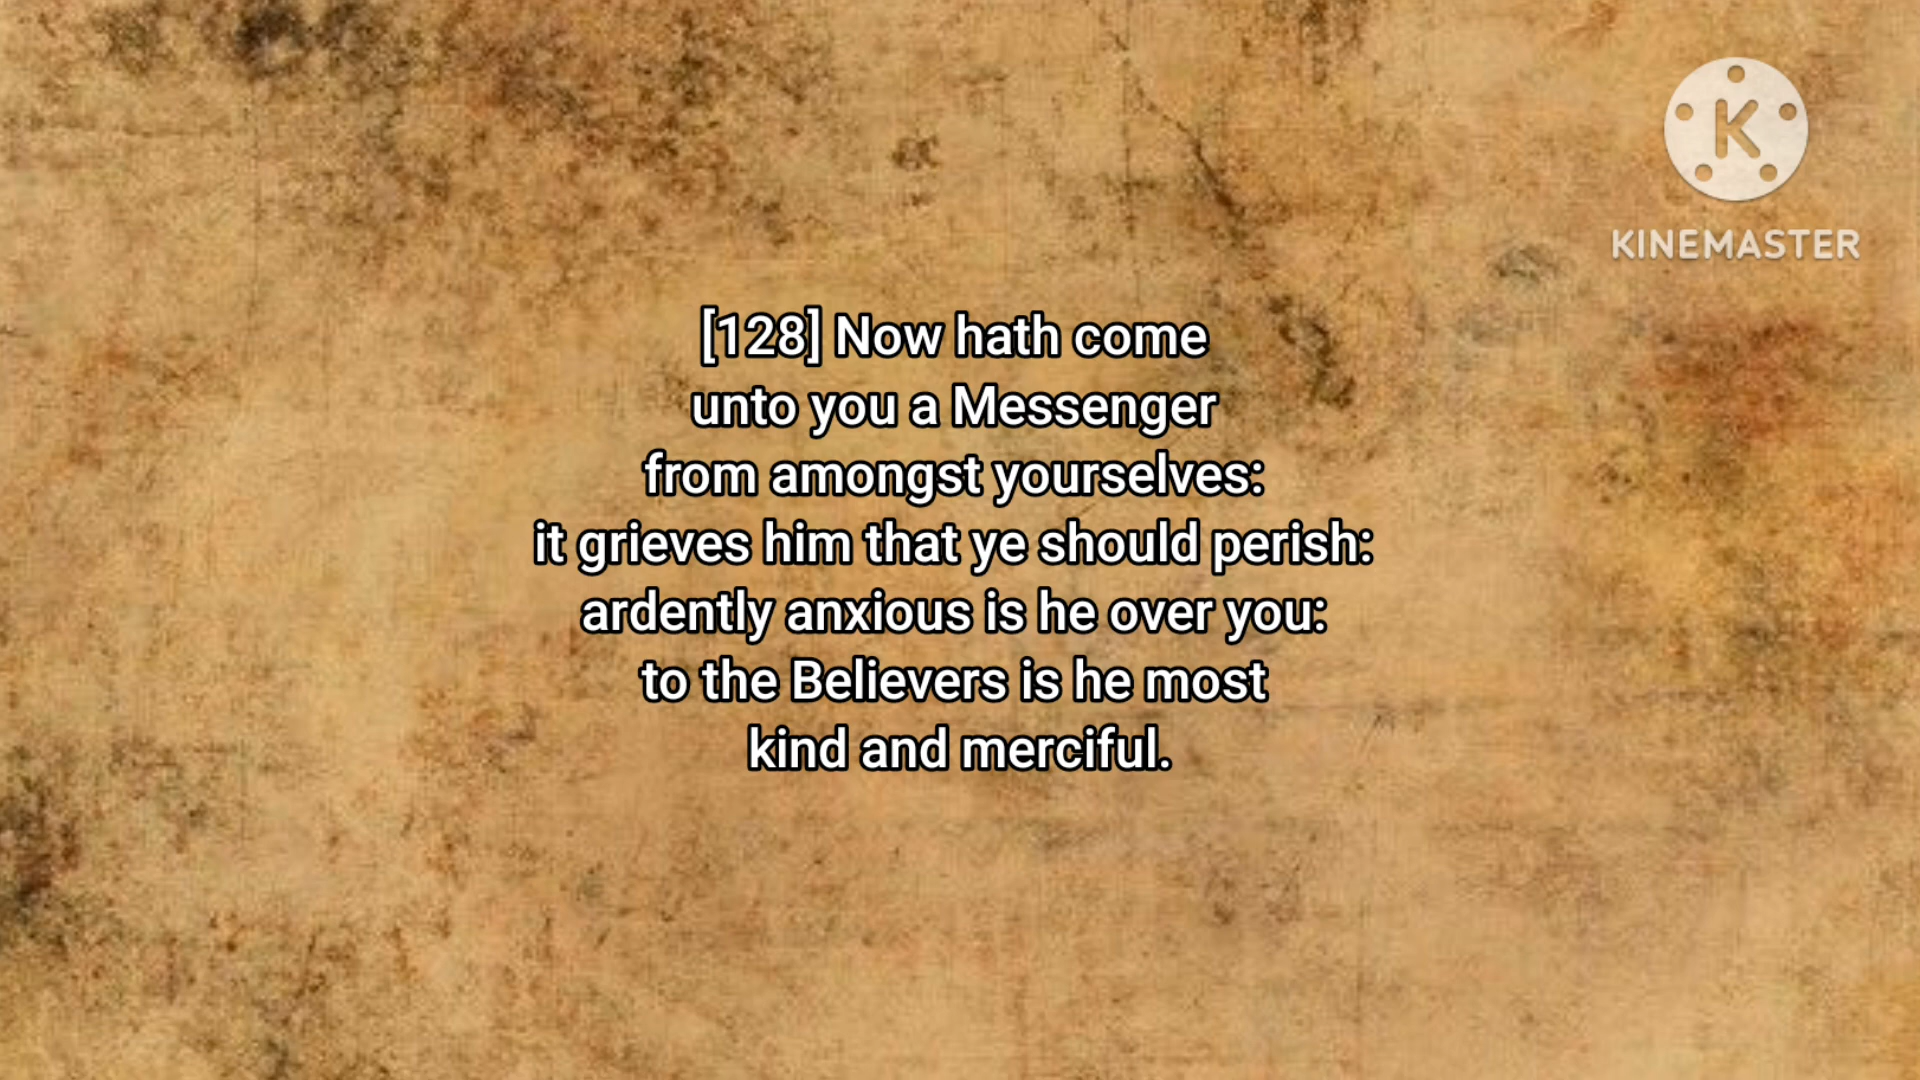 K
KINEMASTER
[128] Now hath come
unto you a Messenger
from amongst yourselves:
it grieves him that ye should perish:
ardently anxious is he over you:
to the Believers is he most
kind and merciful.